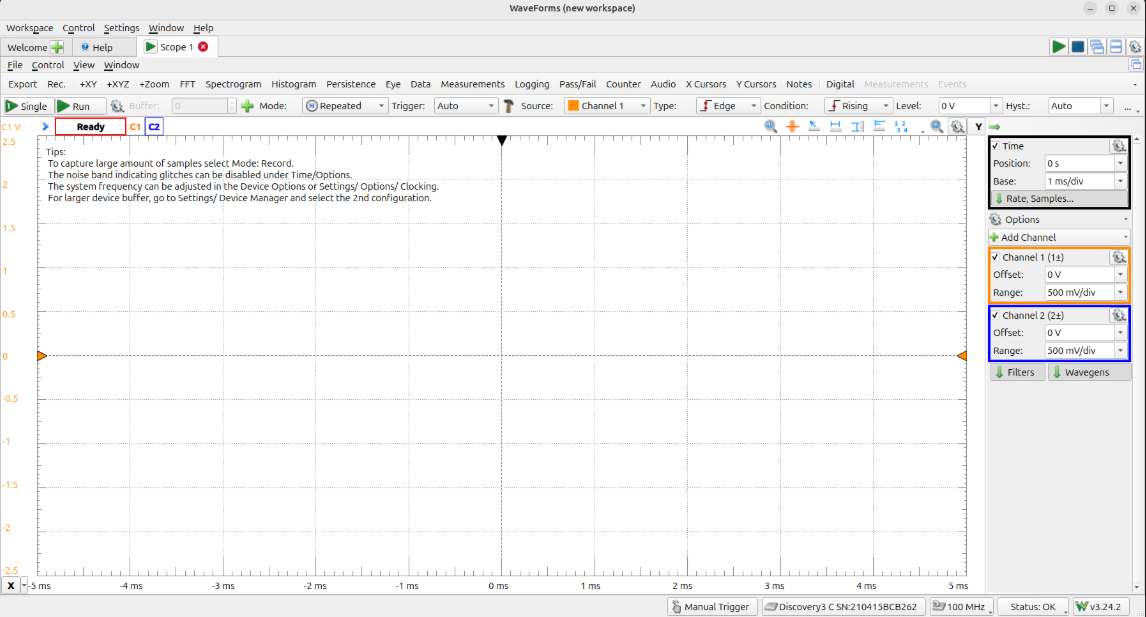 WaveForms (new workspace)
Workspace Control Settings Window Help
Welcome Help Scope 1
File Control View Window
Export Rec. +XY +XYZ +Zoom FFT Spectrogram Histogram Persistence Eye Data Measurements Logging Pass/Fail Counter Audio X Cursors Y Cursors Notes Digital Measurements Events
Single Run Buffer: 0 Mode: Repeated Trigger: Auto Source: Channel 1 Type: Edge Condition: Rising Level: 0 V Hyst.: Auto ...
C1 V Ready C1 C2 1 2 3 4 Y
2.5
2
1.5
1
0.5
0
-0.5
-1
-1.5
-2
-2.5
Tips:
To capture large amount of samples select Mode: Record.
The noise band indicating glitches can be disabled under Time/Options.
The system frequency can be adjusted in the Device Options or Settings/ Options/ Clocking.
For larger device buffer, go to Settings/ Device Manager and select the 2nd configuration.
X -5 ms -4 ms -3 ms -2 ms -1 ms 0 ms 1 ms 2 ms 3 ms 4 ms 5 ms
Time
Position: 0 s
Base: 1 ms/div
Rate, Samples...
Options
Add Channel
Channel 1 (1±)
Offset: 0 V
Range: 500 mV/div
Channel 2 (2±)
Offset: 0 V
Range: 500 mV/div
Filters Wavegens
Manual Trigger Discovery3 C SN:210415BCB262 100 MHz Status: OK W v3.24.2